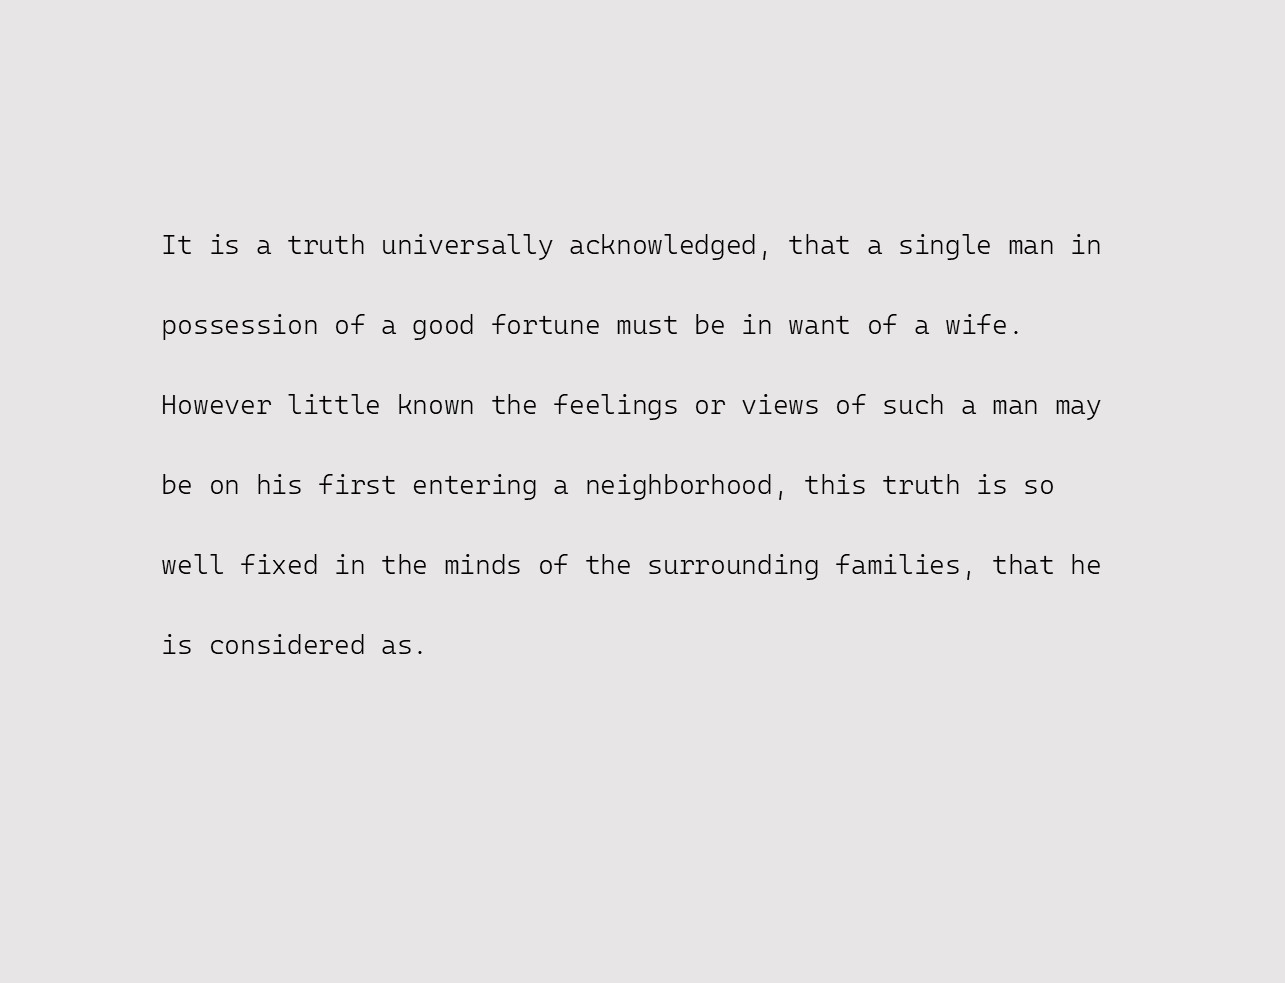 It is a truth universally acknowledged, that a single man in
possession of a good fortune must be in want of a wife.
However little known the feelings or views of such a man may
be on his first entering a neighborhood, this truth is so
well fixed in the minds of the surrounding families, that he
is considered as.